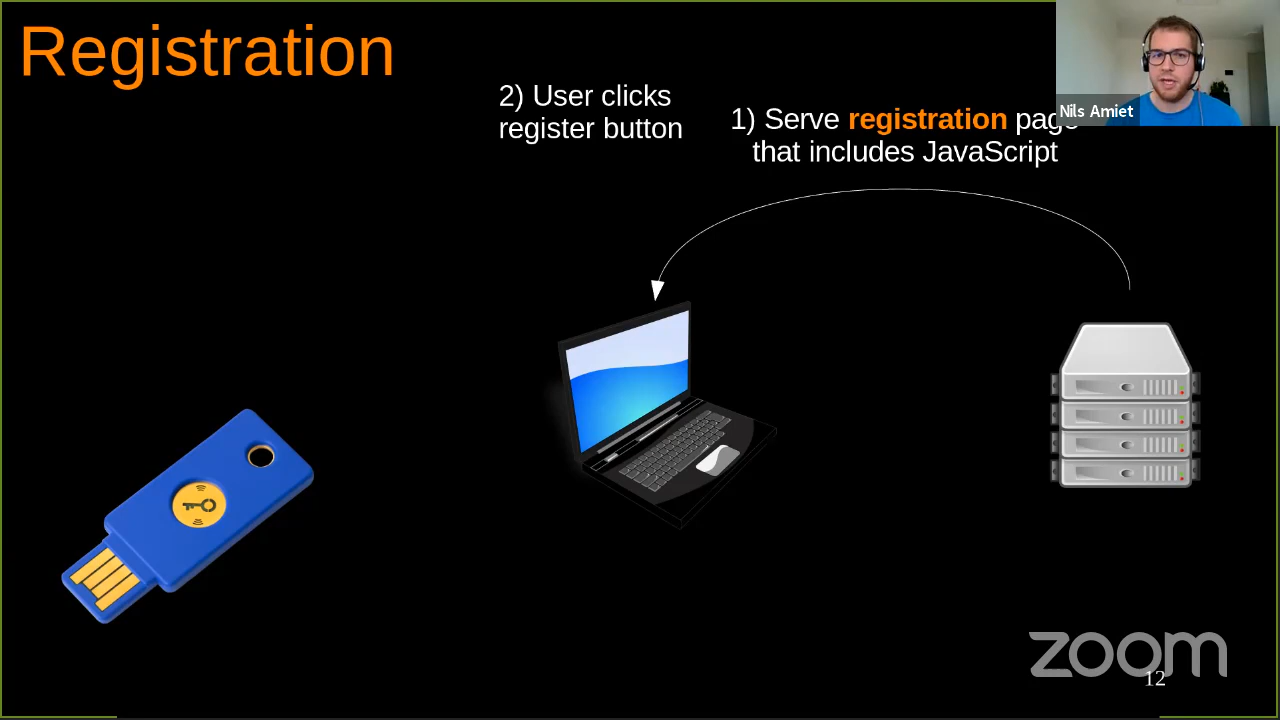 Registration
2) User clicks
register button
1) Serve registration page
that includes JavaScript
Nils Amiet
zoom
12